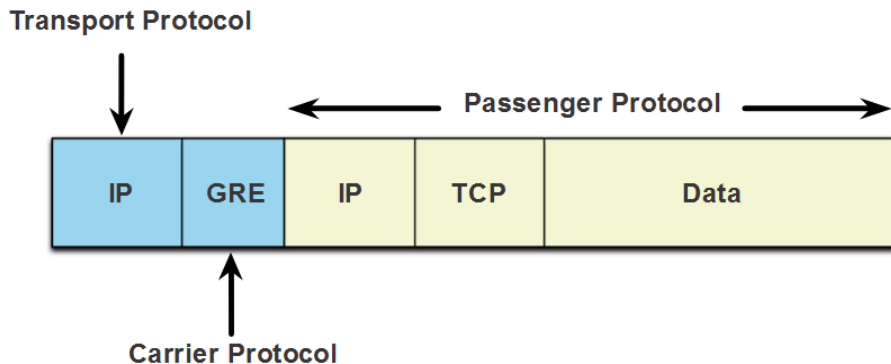 Transport Protocol
Passenger Protocol
IP GRE IP TCP Data
Carrier Protocol